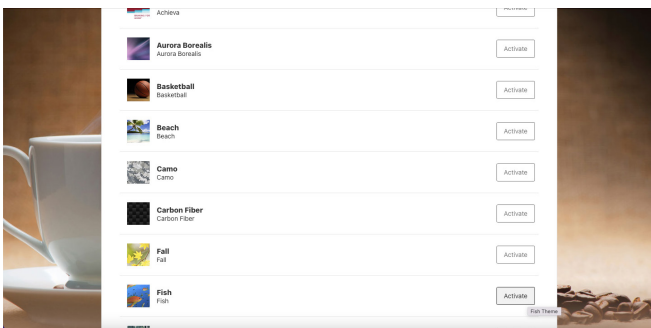 Achieva
Aurora Borealis
Aurora Borealis
Activate
Basketball
Basketball
Activate
Beach
Beach
Activate
Camo
Camo
Activate
Carbon Fiber
Carbon Fiber
Activate
Fall
Fall
Activate
Fish
Fish
Activate
Fish Theme